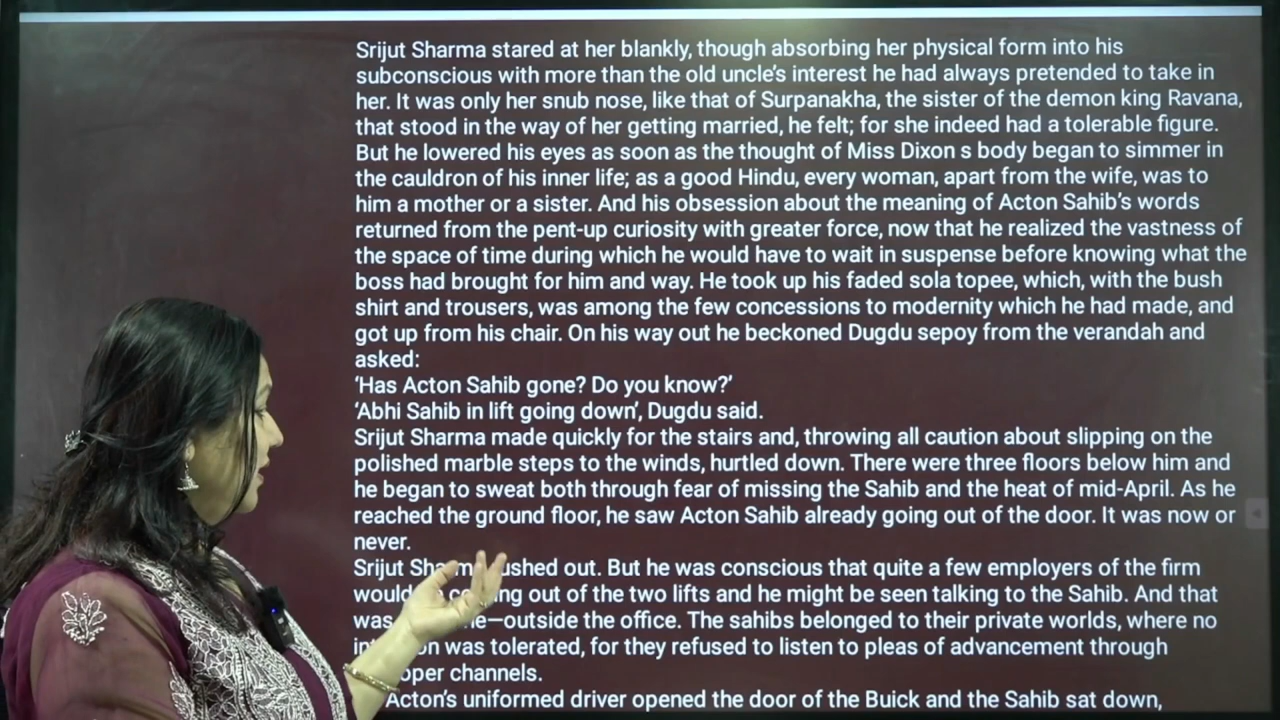 Srijut Sharma stared at her blankly, though absorbing her physical form into his
subconscious with more than the old uncle's interest he had always pretended to take in
her. It was only her snub nose, like that of Surpanakha, the sister of the demon king Ravana,
that stood in the way of her getting married, he felt; for she indeed had a tolerable figure.
But he lowered his eyes as soon as the thought of Miss Dixon s body began to simmer in
the cauldron of his inner life; as a good Hindu, every woman, apart from the wife, was to
him a mother or a sister. And his obsession about the meaning of Acton Sahib's words
returned from the pent-up curiosity with greater force, now that he realized the vastness of
the space of time during which he would have to wait in suspense before knowing what the
boss had brought for him and way. He took up his faded sola topee, which, with the bush
shirt and trousers, was among the few concessions to modernity which he had made, and
got up from his chair. On his way out he beckoned Dugdu sepoy from the verandah and
asked:
‘Has Acton Sahib gone? Do you know?’
‘Abhi Sahib in lift going down’, Dugdu said.
Srijut Sharma made quickly for the stairs and, throwing all caution about slipping on the
polished marble steps to the winds, hurtled down. There were three floors below him and
he began to sweat both through fear of missing the Sahib and the heat of mid-April. As he
reached the ground floor, he saw Acton Sahib already going out of the door. It was now or
never.
Srijut out. But he was conscious that quite a few employers of the firm
out of the two lifts and he might be seen talking to the Sahib. And that
was outside the office. The sahibs belonged to their private worlds, where no
was tolerated, for they refused to listen to pleas of advancement through
channels.
Acton's uniformed driver opened the door of the Buick and the Sahib sat down,